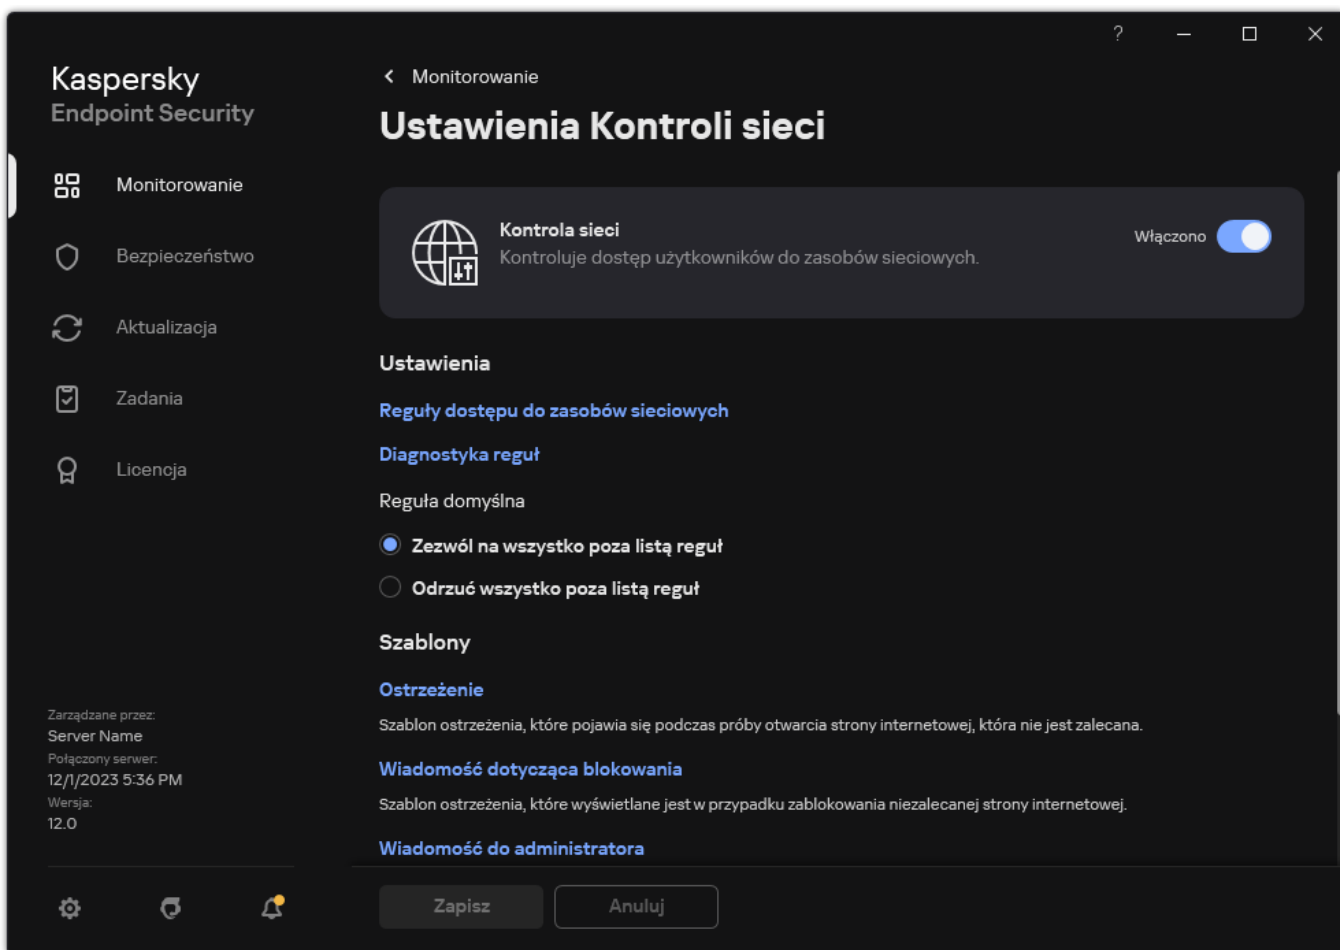 ?
Kaspersky
Endpoint Security
Monitorowanie
Bezpieczeństwo
Aktualizacja
Zadania
Licencja
Zarządzane przez:
Server Name
Połączony serwer:
12/1/2023 5:36 PM
Wersja:
12.0
Monitorowanie
Ustawienia Kontroli sieci
Kontrola sieci
Kontroluje dostęp użytkowników do zasobów sieciowych.
Włączono
Ustawienia
Reguły dostępu do zasobów sieciowych
Diagnostyka reguł
Reguła domyślna
Zezwól na wszystko poza listą reguł
Odrzuć wszystko poza listą reguł
Szablony
Ostrzeżenie
Szablon ostrzeżenia, które pojawia się podczas próby otwarcia strony internetowej, która nie jest zalecana.
Wiadomość dotycząca blokowania
Szablon ostrzeżenia, które wyświetlane jest w przypadku zablokowania niezalecanej strony internetowej.
Wiadomość do administratora
Zapisz
Anuluj